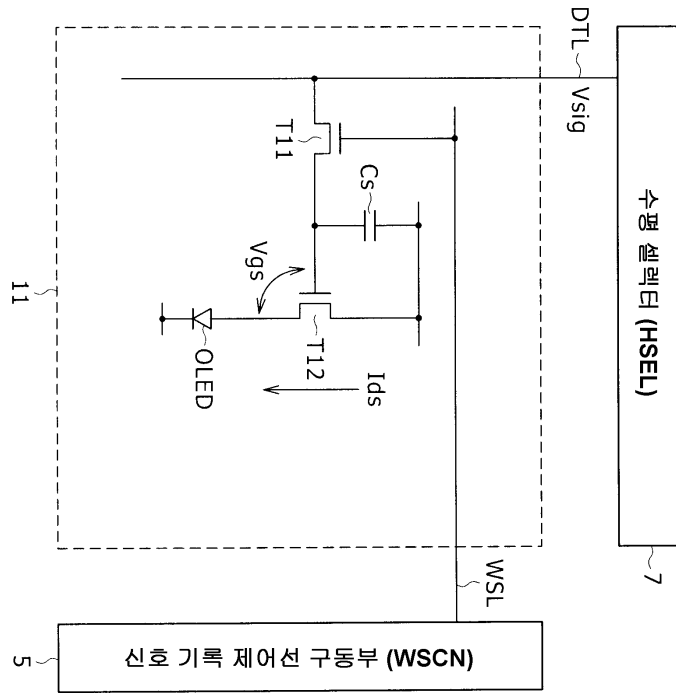 수평 셀렉터 (HSEL)
7
DTL
Vsig
T11
Cs
Vgs
T12
OLED
Ids
11
WSL
신호 기록 제어선 구동부 (WSCN)
5